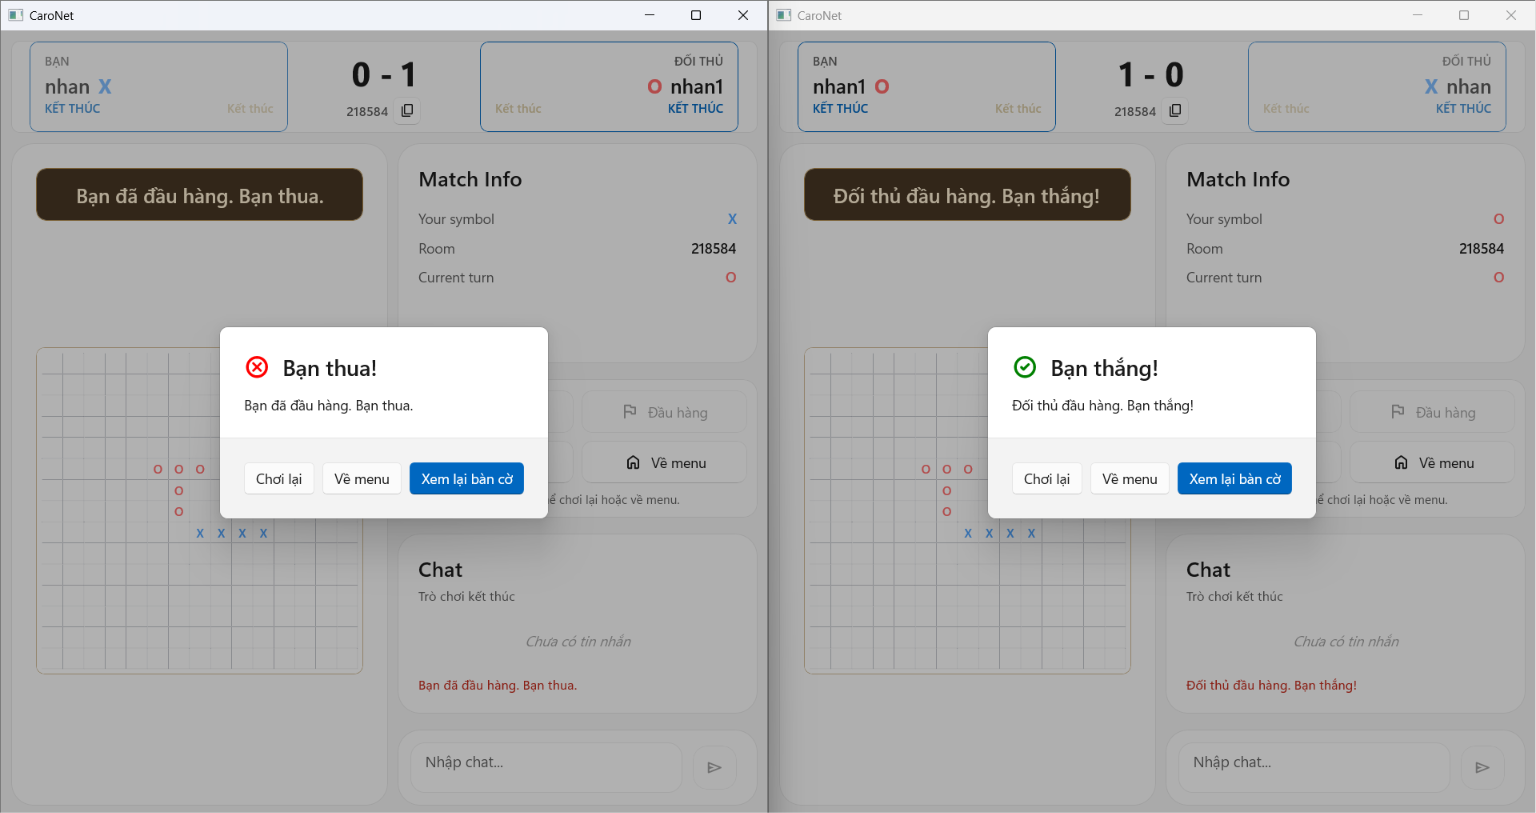 CaroNet
BẠN
nhan X
KẾT THÚC
Kết thúc
0 - 1
218584
ĐỐI THỦ
O nhan1
Kết thúc
KẾT THÚC
Bạn đã đầu hàng. Bạn thua.
Match Info
Your symbol X
Room 218584
Current turn O
Bạn thua!
Bạn đã đầu hàng. Bạn thua.
Chơi lại
Về menu
Xem lại bàn cờ
Đầu hàng
Về menu
chơi lại hoặc về menu.
O O O
O
O
X X X X
Chat
Trò chơi kết thúc
Chưa có tin nhắn
Bạn đã đầu hàng. Bạn thua.
Nhập chat...
CaroNet
BẠN
nhan1 O
KẾT THÚC
Kết thúc
1 - 0
218584
ĐỐI THỦ
X nhan
Kết thúc
KẾT THÚC
Đối thủ đầu hàng. Bạn thắng!
Match Info
Your symbol O
Room 218584
Current turn O
Bạn thắng!
Đối thủ đầu hàng. Bạn thắng!
Chơi lại
Về menu
Xem lại bàn cờ
Đầu hàng
Về menu
chơi lại hoặc về menu.
O O O
O
O
X X X X
Chat
Trò chơi kết thúc
Chưa có tin nhắn
Đối thủ đầu hàng. Bạn thắng!
Nhập chat...